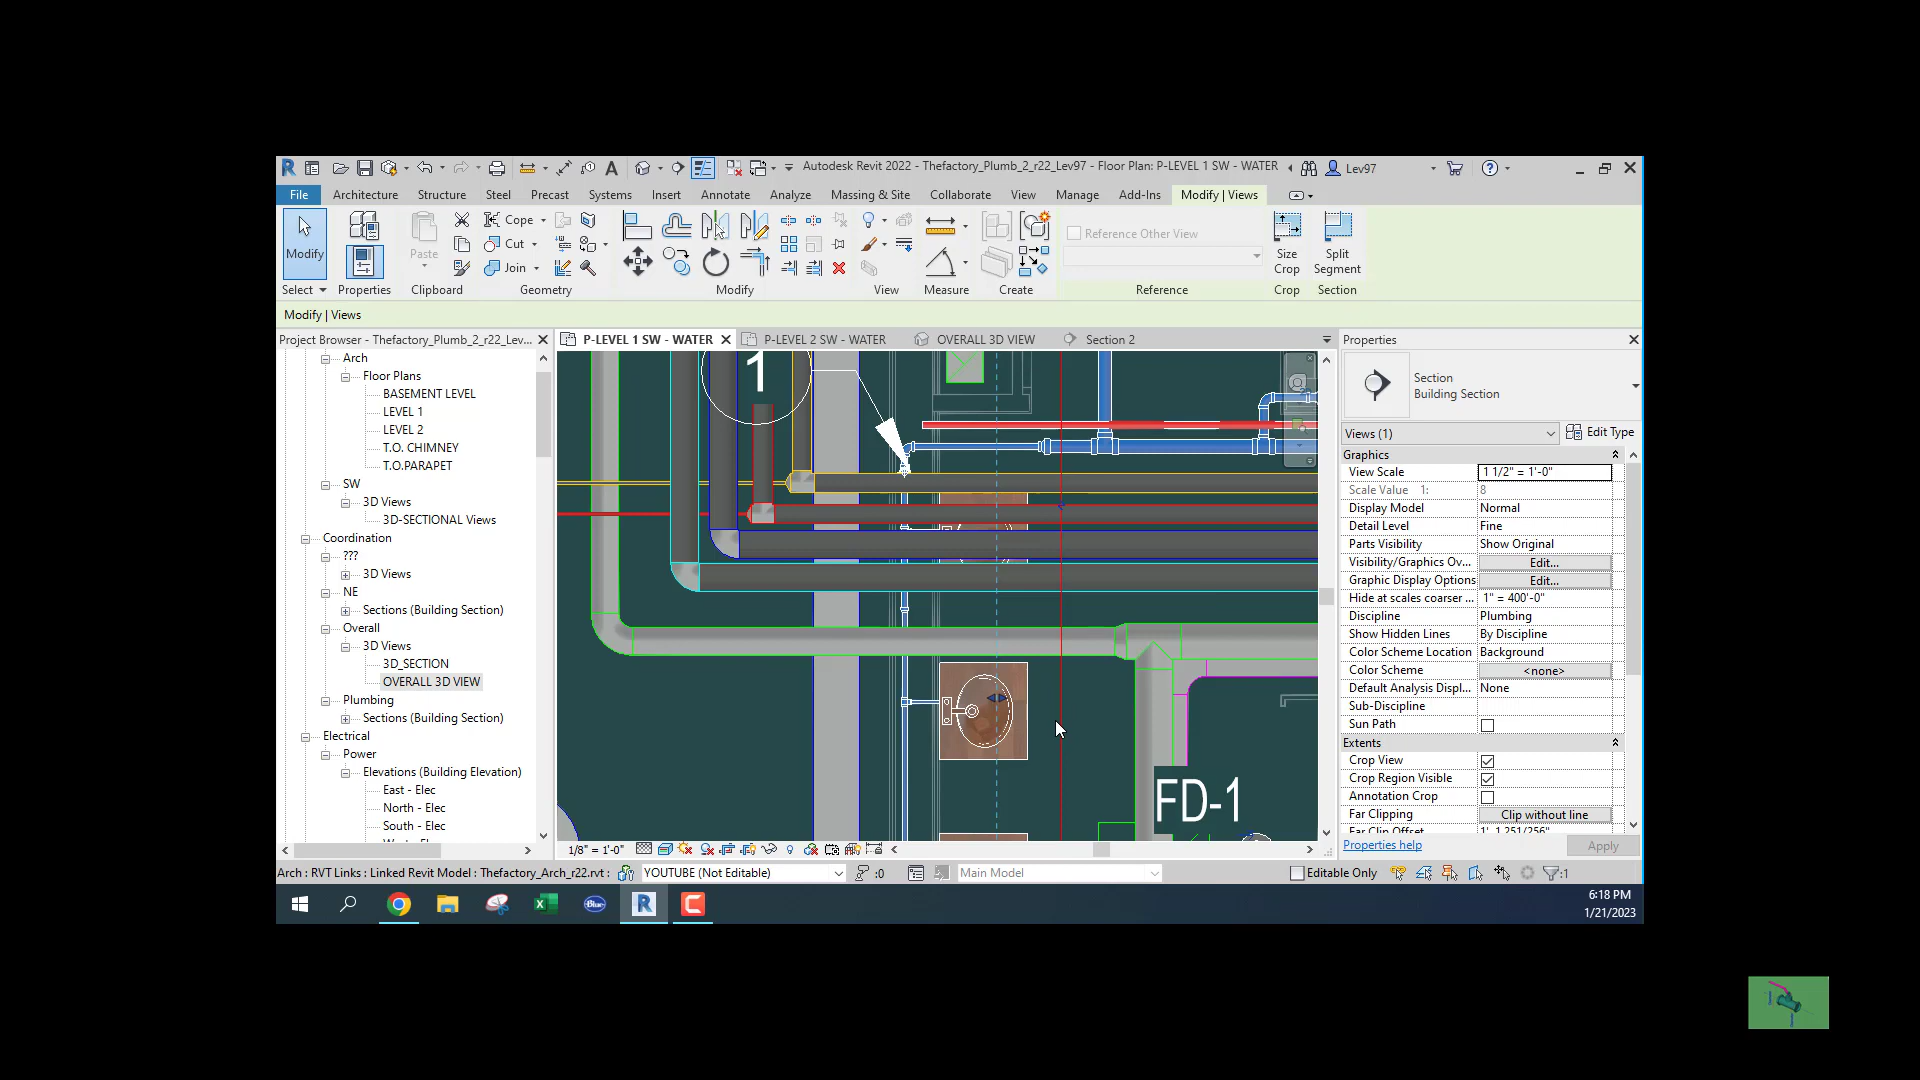 Autodesk Revit 2022 - Thefactory_Plumb_2_r22_Lev97 - Floor Plan: P-LEVEL 1 SW - WATER
Lev97
File Architecture Structure Steel Precast Systems Insert Annotate Analyze Massing & Site Collaborate View Manage Add-Ins Modify | Views
Modify
Paste
Cope
Cut
Join
Reference Other View
Size Crop
Split Segment
Select Properties Clipboard Geometry Modify View Measure Create Reference Crop Section
Modify | Views
Project Browser - Thefactory_Plumb_2_r22_Lev...
Arch
Floor Plans
BASEMENT LEVEL
LEVEL 1
LEVEL 2
T.O. CHIMNEY
T.O.PARAPET
SW
3D Views
3D-SECTIONAL Views
Coordination
???
3D Views
NE
Sections (Building Section)
Overall
3D Views
3D_SECTION
OVERALL 3D VIEW
Plumbing
Sections (Building Section)
Electrical
Power
Elevations (Building Elevation)
East - Elec
North - Elec
South - Elec
P-LEVEL 1 SW - WATER
P-LEVEL 2 SW - WATER
OVERALL 3D VIEW
Section 2
1
FD-1
1/8" = 1'-0"
Properties
Section
Building Section
Views (1)
Edit Type
Graphics
View Scale 1 1/2" = 1'-0"
Scale Value 1: 8
Display Model Normal
Detail Level Fine
Parts Visibility Show Original
Visibility/Graphics Ov... Edit...
Graphic Display Options Edit...
Hide at scales coarser ... 1" = 400'-0"
Discipline Plumbing
Show Hidden Lines By Discipline
Color Scheme Location Background
Color Scheme <none>
Default Analysis Displ... None
Sub-Discipline
Sun Path
Extents
Crop View
Crop Region Visible
Annotation Crop
Far Clipping Clip without line
Far Clip Offset 1' 1 251/256"
Properties help
Apply
Arch : RVT Links : Linked Revit Model : Thefactory_Arch_r22.rvt :
YOUTUBE (Not Editable)
:0
Main Model
Editable Only
:1
6:18 PM
1/21/2023